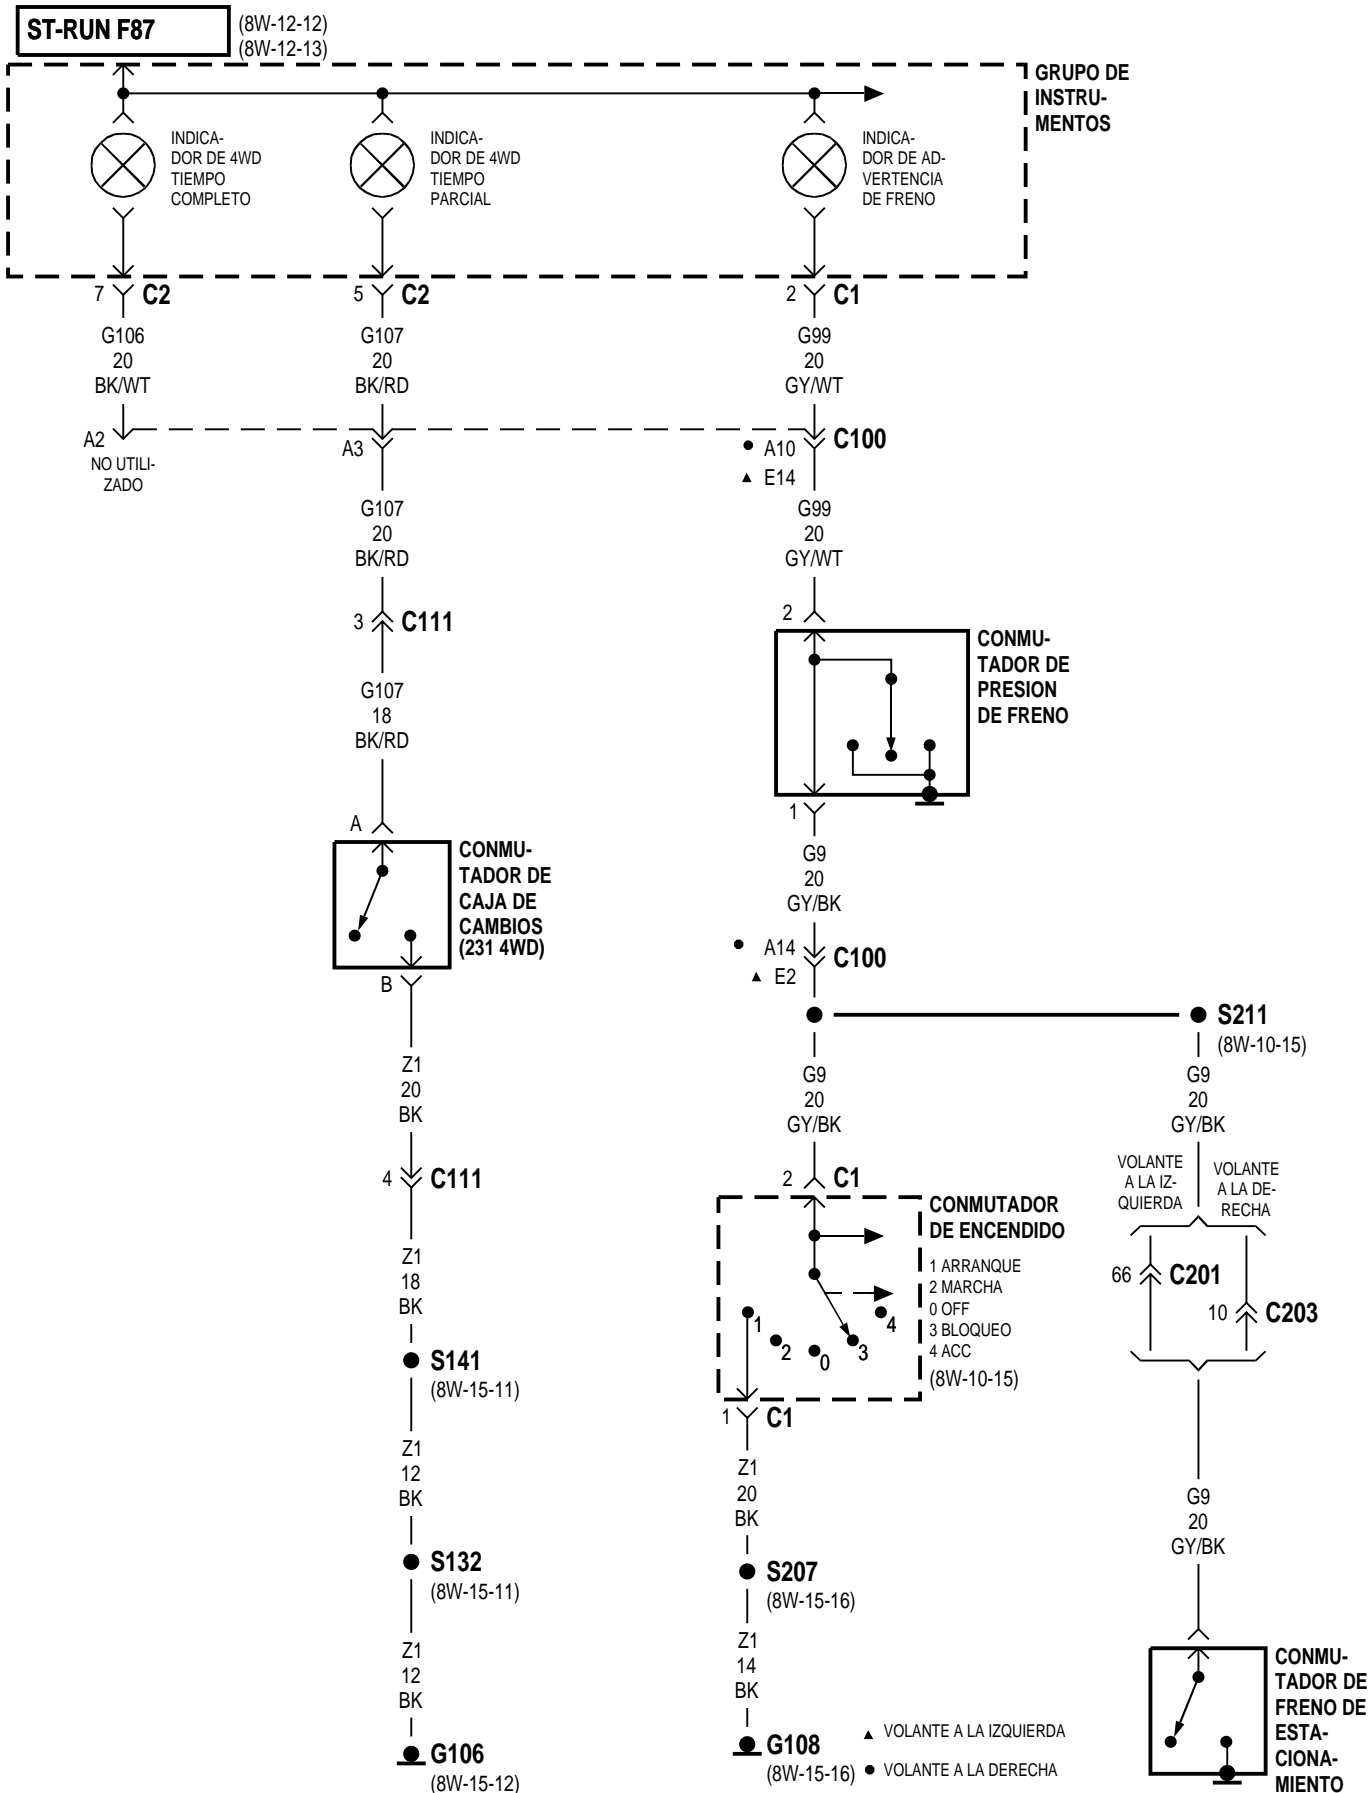 ST-RUN F87
(8W-12-12)
(8W-12-13)
GRUPO DE
INSTRU-
MENTOS
INDICA-
DOR DE 4WD
TIEMPO
COMPLETO
INDICA-
DOR DE 4WD
TIEMPO
PARCIAL
INDICA-
DOR DE AD-
VERTENCIA
DE FRENO
7 C2
5 C2
2 C1
G106
20
BK/WT
G107
20
BK/RD
G99
20
GY/WT
A2
NO UTILI-
ZADO
A3
● A10
▲ E14
C100
G107
20
BK/RD
G99
20
GY/WT
3 C111
2
CONMU-
TADOR DE
PRESION
DE FRENO
G107
18
BK/RD
1
A
CONMU-
TADOR DE
CAJA DE
CAMBIOS
(231 4WD)
B
G9
20
GY/BK
● A14
▲ E2
C100
S211
(8W-10-15)
Z1
20
BK
G9
20
GY/BK
G9
20
GY/BK
4 C111
2 C1
VOLANTE
A LA IZ-
QUIERDA
VOLANTE
A LA DE-
RECHA
CONMUTADOR
DE ENCENDIDO
1 ARRANQUE
2 MARCHA
0 OFF
3 BLOQUEO
4 ACC
(8W-10-15)
1
2
0
3
4
66 C201
10 C203
Z1
18
BK
S141
(8W-15-11)
1 C1
Z1
12
BK
Z1
20
BK
G9
20
GY/BK
S132
(8W-15-11)
S207
(8W-15-16)
Z1
12
BK
Z1
14
BK
G106
(8W-15-12)
G108
(8W-15-16)
▲ VOLANTE A LA IZQUIERDA
● VOLANTE A LA DERECHA
CONMU-
TADOR DE
FRENO DE
ESTA-
CIONA-
MIENTO